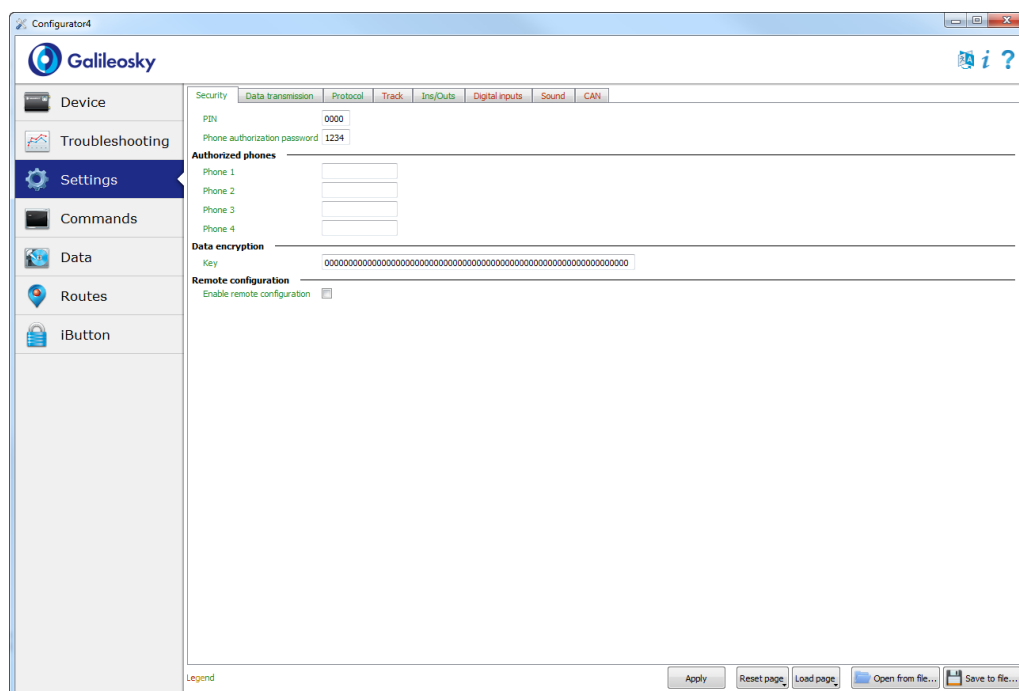 Configurator4
Galileosky
Device
Troubleshooting
Settings
Commands
Data
Routes
iButton
Security Data transmission Protocol Track Ins/Outs Digital inputs Sound CAN
PIN 0000
Phone authorization password 1234
Authorized phones
Phone 1
Phone 2
Phone 3
Phone 4
Data encryption
Key 0000000000000000000000000000000000000000000000000000000000000000
Remote configuration
Enable remote configuration
Legend
Apply Reset page Load page Open from file... Save to file...